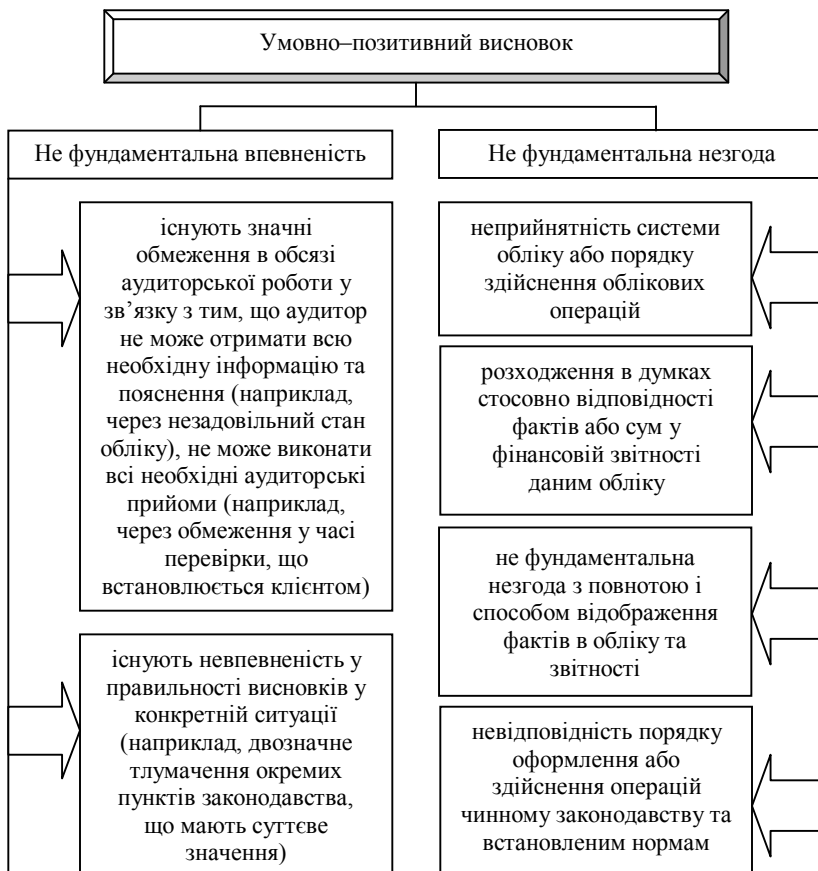 Умовно–позитивний висновок
Не фундаментальна впевненість
існують значні
обмеження в обсязі
аудиторської роботи у
зв’язку з тим, що аудитор
не може отримати всю
необхідну інформацію та
пояснення (наприклад,
через незадовільний стан
обліку), не може виконати
всі необхідні аудиторські
прийоми (наприклад,
через обмеження у часі
перевірки, що
встановлюється клієнтом)
існують невпевненість у
правильності висновків у
конкретній ситуації
(наприклад, двозначне
тлумачення окремих
пунктів законодавства,
що мають суттєве
значення)
Не фундаментальна незгода
неприйнятність системи
обліку або порядку
здійснення облікових
операцій
розходження в думках
стосовно відповідності
фактів або сум у
фінансовій звітності
даним обліку
не фундаментальна
незгода з повнотою і
способом відображення
фактів в обліку та
звітності
невідповідність порядку
оформлення або
здійснення операцій
чинному законодавству та
встановленим нормам